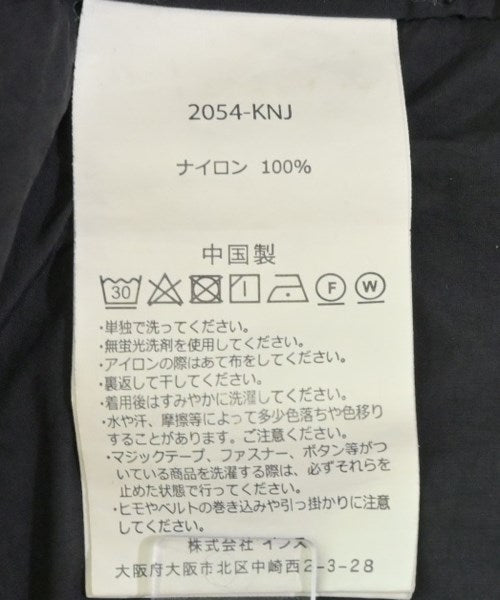 2054-KNJ
ナイロン 100%
中国製
30 F W
・単独で洗ってください。
・無蛍光洗剤を使用してください。
・アイロンの際はあて布をしてください。
・裏返して干してください。
・着用後はすみやかに洗濯してください。
・水や汗、摩擦等によって多少色落ちや色移り
することがあります。ご注意ください。
・マジックテープ、ファスナー、ボタン等がつ
いている商品を洗濯する際は、必ずそれらを
止めた状態で行ってください。
・ヒモやベルトの巻き込みや引っ掛かりに注意
してください。
株式会社
大阪府大阪市北区中崎西2-3-28